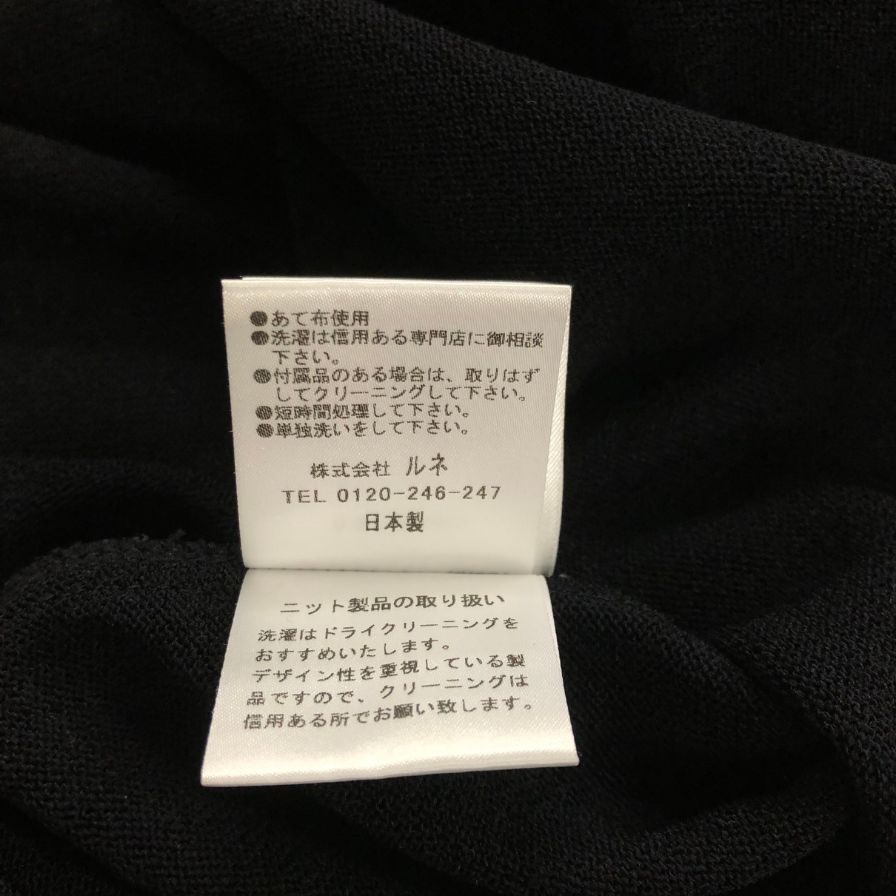 ●あて布使用
●洗濯は信用ある専門店に御相談
下さい。
●付属品のある場合は、取りはず
してクリーニングして下さい。
●短時間処理して下さい。
●単独洗いをして下さい。
株式会社 ルネ
TEL 0120-246-247
日本製
ニット製品の取り扱い
洗濯はドライクリーニングを
おすすめいたします。
デザイン性を重視している製
品ですので、クリーニングは
信用ある所でお願い致します。